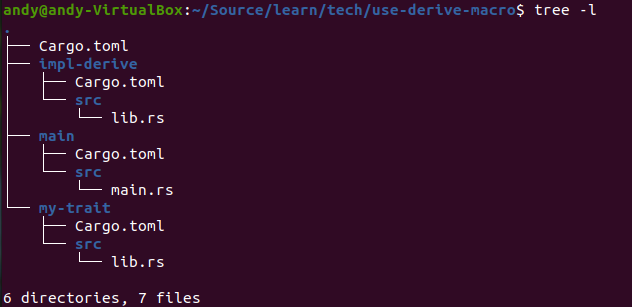 andy@andy-VirtualBox:~/Source/learn/tech/use-derive-macro$ tree -l
.
├── Cargo.toml
├── impl-derive
│   ├── Cargo.toml
│   └── src
│       └── lib.rs
├── main
│   ├── Cargo.toml
│   └── src
│       └── main.rs
└── my-trait
    ├── Cargo.toml
    └── src
        └── lib.rs
6 directories, 7 files